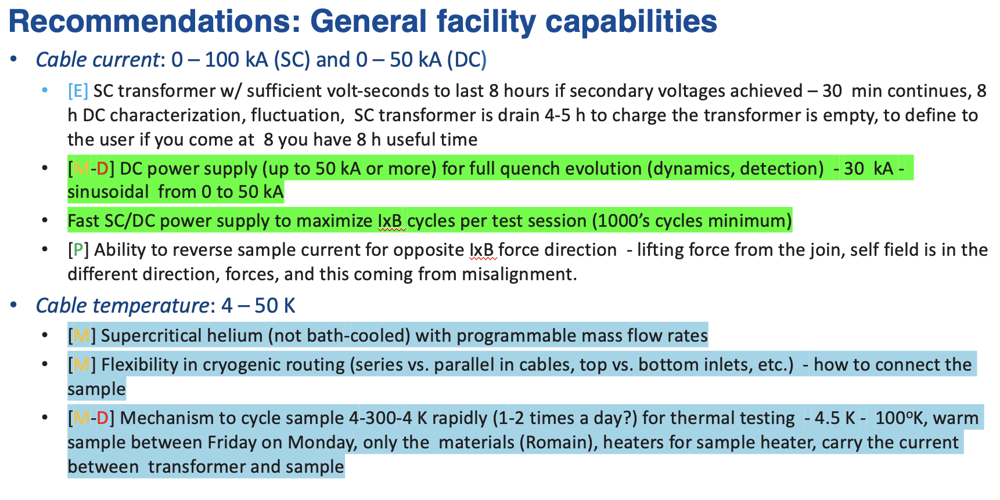 Recommendations: General facility capabilities
• Cable current: 0 – 100 kA (SC) and 0 – 50 kA (DC)
• [E] SC transformer w/ sufficient volt-seconds to last 8 hours if secondary voltages achieved – 30 min continues, 8
h DC characterization, fluctuation, SC transformer is drain 4-5 h to charge the transformer is empty, to define to
the user if you come at 8 you have 8 h useful time
• [M-D] DC power supply (up to 50 kA or more) for full quench evolution (dynamics, detection) - 30 kA -
sinusoidal from 0 to 50 kA
• Fast SC/DC power supply to maximize IxB cycles per test session (1000’s cycles minimum)
• [P] Ability to reverse sample current for opposite IxB force direction - lifting force from the join, self field is in the
different direction, forces, and this coming from misalignment.
• Cable temperature: 4 – 50 K
• [M] Supercritical helium (not bath-cooled) with programmable mass flow rates
• [M] Flexibility in cryogenic routing (series vs. parallel in cables, top vs. bottom inlets, etc.) - how to connect the
sample
• [M-D] Mechanism to cycle sample 4-300-4 K rapidly (1-2 times a day?) for thermal testing - 4.5 K - 100ºK, warm
sample between Friday on Monday, only the materials (Romain), heaters for sample heater, carry the current
between transformer and sample